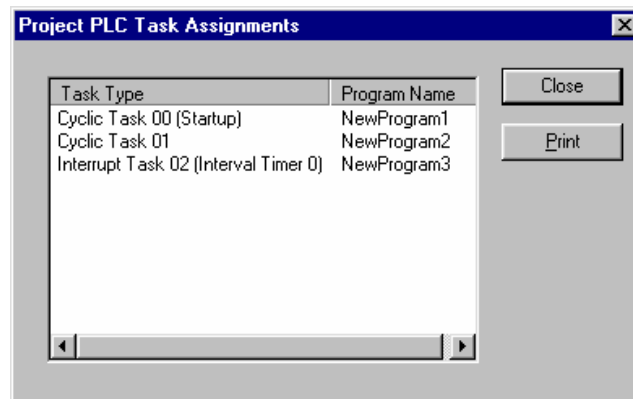 Project PLC Task Assignments
Task Type Program Name
Cyclic Task 00 (Startup) NewProgram1
Cyclic Task 01 NewProgram2
Interrupt Task 02 (Interval Timer 0) NewProgram3
Close
Print